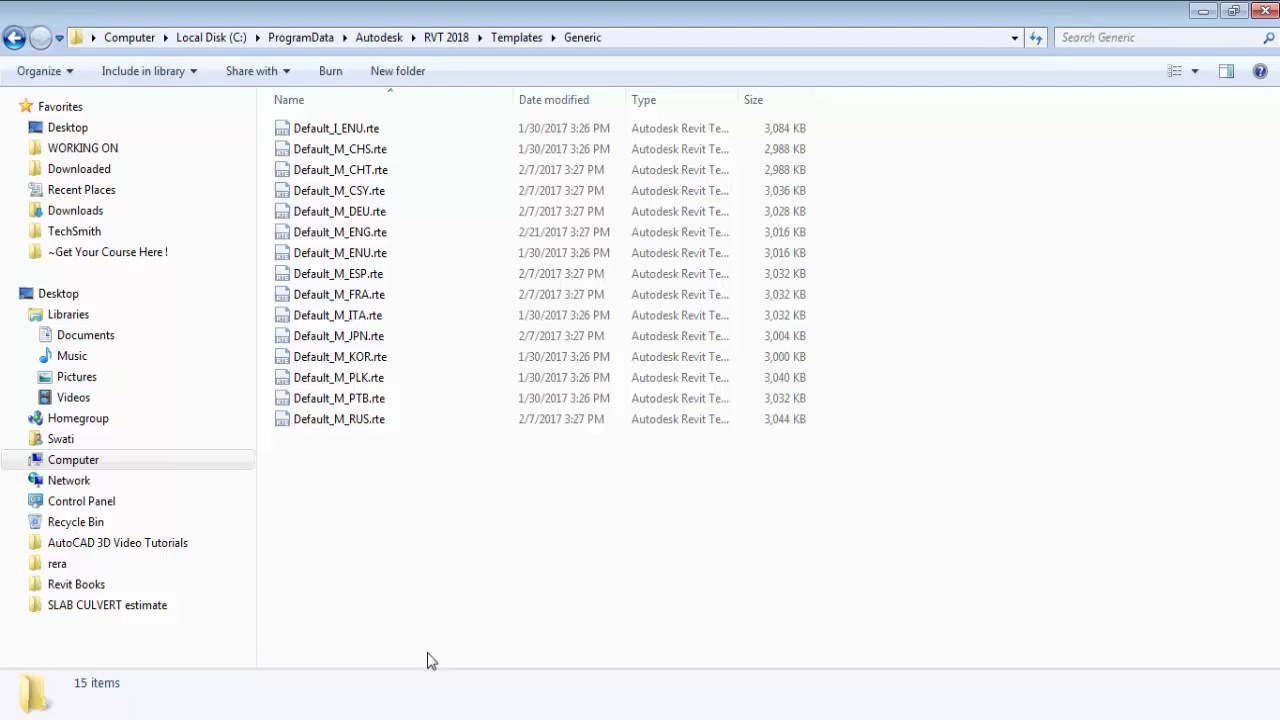 Computer Local Disk (C:) ProgramData Autodesk RVT 2018 Templates Generic Search Generic
Organize Include in library Share with Burn New folder
Favorites
Desktop
WORKING ON
Downloaded
Recent Places
Downloads
TechSmith
~Get Your Course Here !
Desktop
Libraries
Documents
Music
Pictures
Videos
Homegroup
Swati
Computer
Network
Control Panel
Recycle Bin
AutoCAD 3D Video Tutorials
rera
Revit Books
SLAB CULVERT estimate
Name Date modified Type Size
Default_I_ENU.rte 1/30/2017 3:26 PM Autodesk Revit Te... 3,084 KB
Default_M_CHS.rte 1/30/2017 3:26 PM Autodesk Revit Te... 2,988 KB
Default_M_CHT.rte 2/7/2017 3:27 PM Autodesk Revit Te... 2,988 KB
Default_M_CSY.rte 2/7/2017 3:27 PM Autodesk Revit Te... 3,036 KB
Default_M_DEU.rte 2/7/2017 3:27 PM Autodesk Revit Te... 3,028 KB
Default_M_ENG.rte 2/21/2017 3:27 PM Autodesk Revit Te... 3,016 KB
Default_M_ENU.rte 1/30/2017 3:26 PM Autodesk Revit Te... 3,016 KB
Default_M_ESP.rte 2/7/2017 3:27 PM Autodesk Revit Te... 3,032 KB
Default_M_FRA.rte 2/7/2017 3:27 PM Autodesk Revit Te... 3,032 KB
Default_M_ITA.rte 1/30/2017 3:26 PM Autodesk Revit Te... 3,032 KB
Default_M_JPN.rte 2/7/2017 3:27 PM Autodesk Revit Te... 3,004 KB
Default_M_KOR.rte 1/30/2017 3:26 PM Autodesk Revit Te... 3,000 KB
Default_M_PLK.rte 1/30/2017 3:26 PM Autodesk Revit Te... 3,040 KB
Default_M_PTB.rte 1/30/2017 3:26 PM Autodesk Revit Te... 3,032 KB
Default_M_RUS.rte 2/7/2017 3:27 PM Autodesk Revit Te... 3,044 KB
15 items